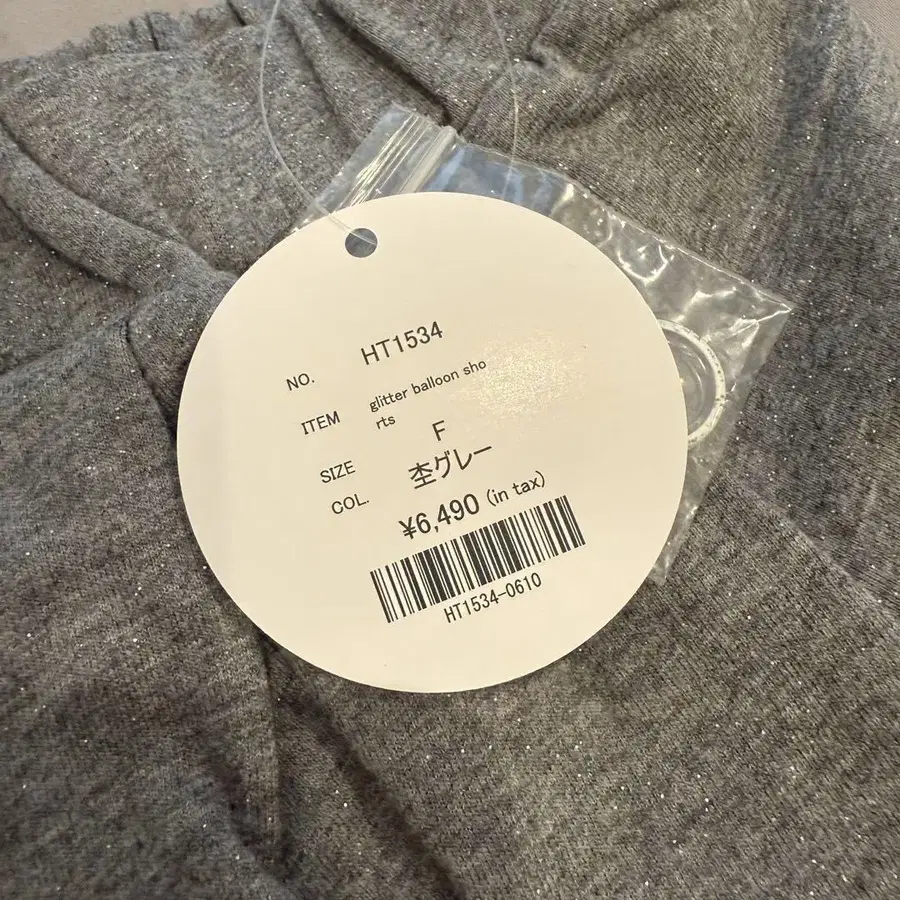 NO. HT1534
ITEM glitter balloon sho
rts
SIZE F
COL. 杢グレー
¥6,490 (in tax)
HT1534-0610